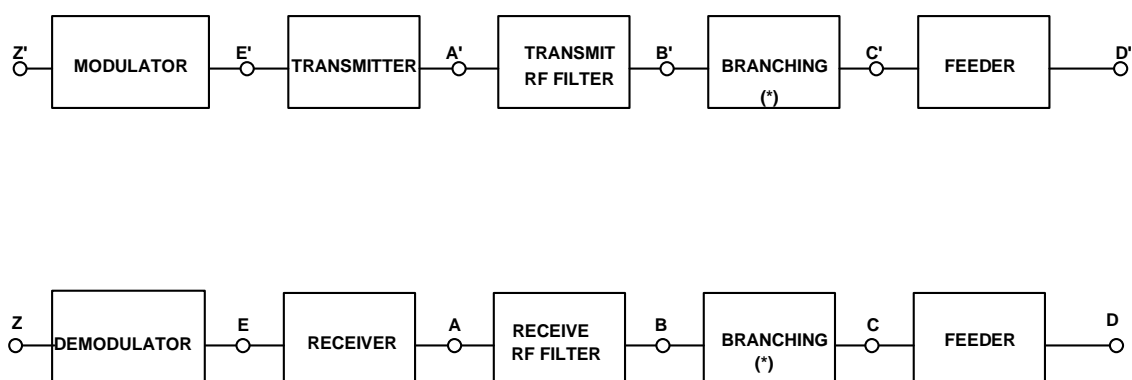 Z' MODULATOR E' TRANSMITTER A' TRANSMIT RF FILTER B' BRANCHING (*) C' FEEDER D'
Z DEMODULATOR E RECEIVER A RECEIVE RF FILTER B BRANCHING (*) C FEEDER D